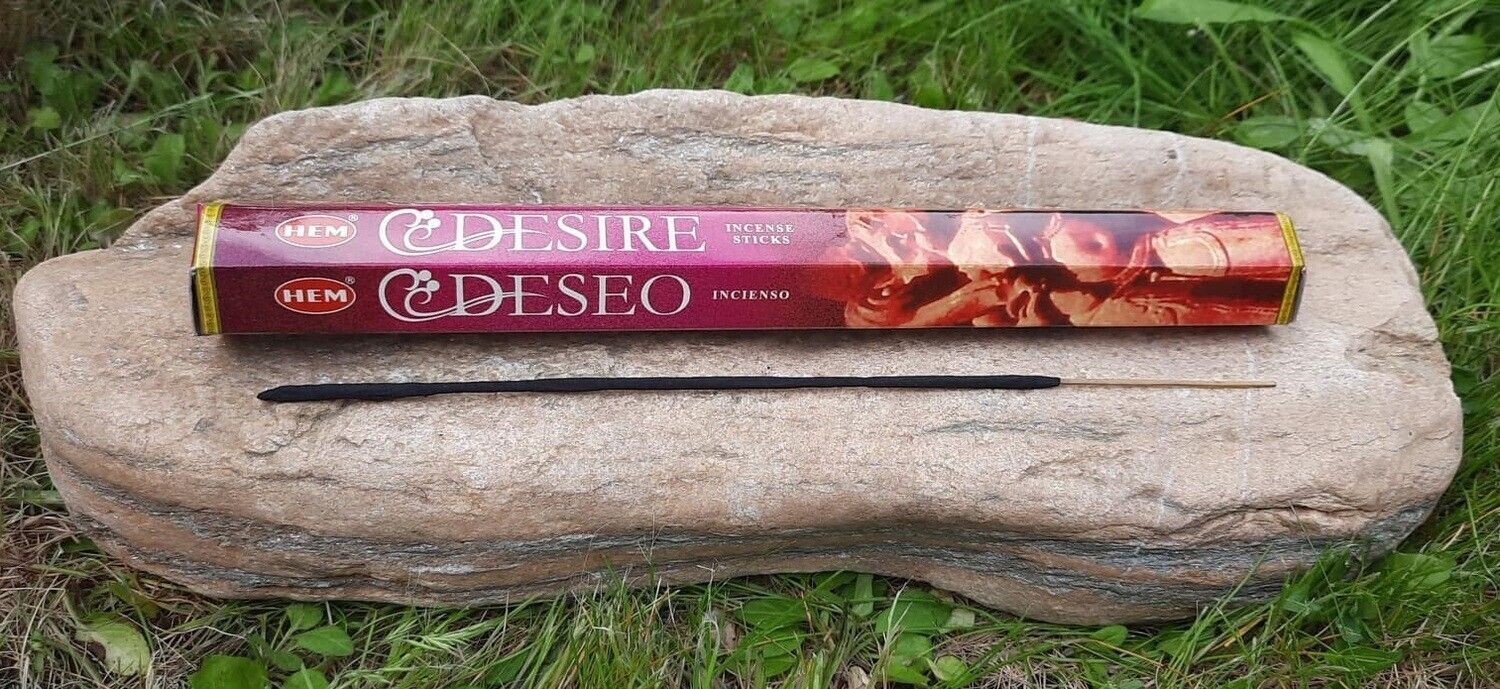 HEM® DESIRE INCENSE
STICKS
HEM® DESEO INCIENSO